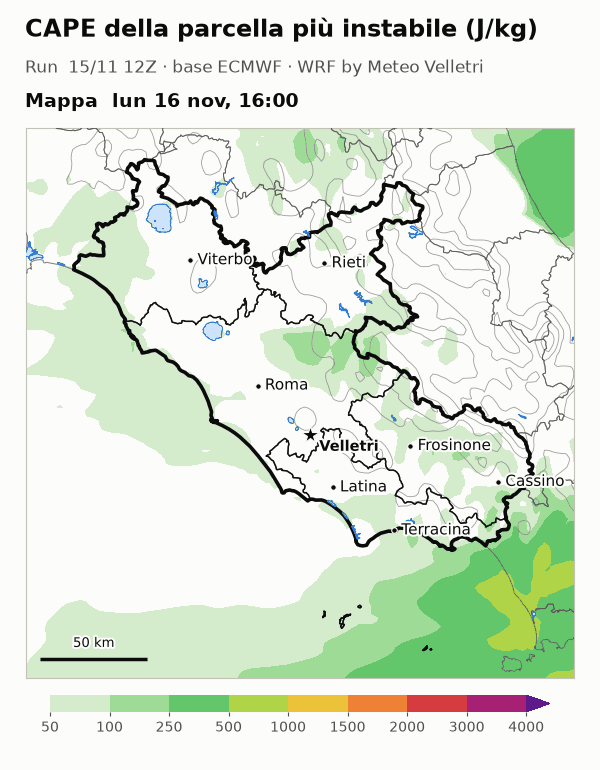 CAPE della parcella più instabile (J/kg)
Run  15/11 12Z · base ECMWF · WRF by Meteo Velletri
Mappa  lun 16 nov, 16:00
Viterbo
Rieti
Roma
Velletri
Frosinone
Cassino
Latina
Terracina
50 km
50 100 250 500 1000 1500 2000 3000 4000